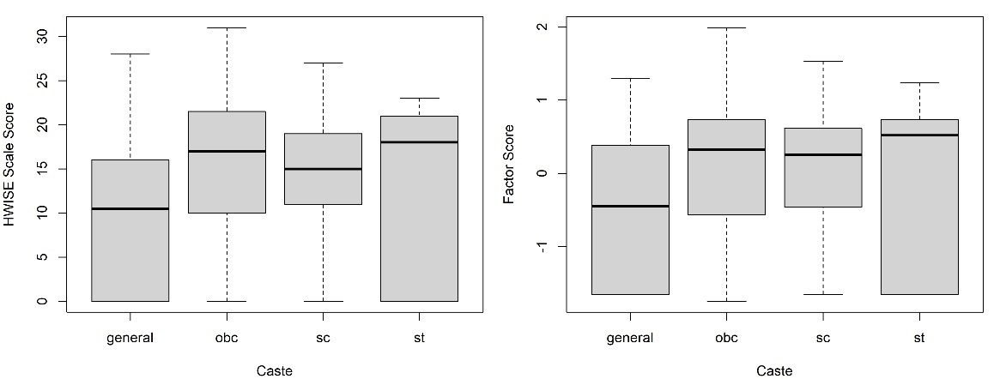 HWISE Scale Score
30
25
20
15
10
5
0
general obc sc st
Caste
Factor Score
2
1
0
-1
general obc sc st
Caste